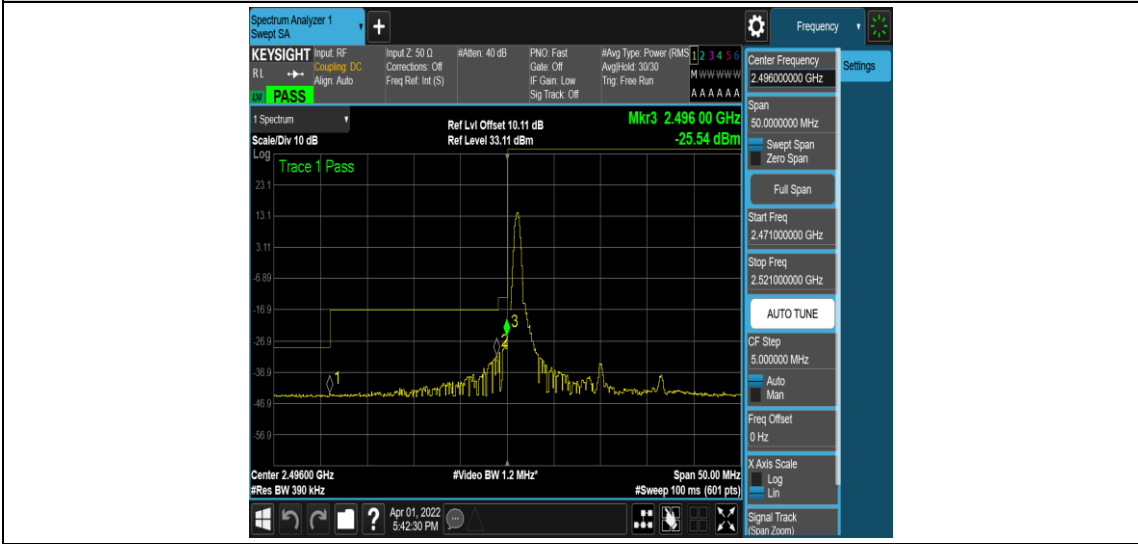 Spectrum Analyzer 1
Swept SA
+
Frequency
KEYSIGHT
RL
PASS
Input: RF
Coupling: DC
Align: Auto
Input Z: 50 Ω
Corrections: Off
Freq Ref: Int (S)
#Atten: 40 dB
PNO: Fast
Gate: Off
IF Gain: Low
Sig Track: Off
#Avg Type: Power (RMS
Avg|Hold: 30/30
Trig: Free Run
1 2 3 4 5 6
M W W W W W
A A A A A A
1 Spectrum
Scale/Div 10 dB
Ref Lvl Offset 10.11 dB
Ref Level 33.11 dBm
Mkr3 2.496 00 GHz
-25.54 dBm
Log
Trace 1 Pass
23.1
13.1
3.11
-6.89
-16.9
-26.9
-36.9
-46.9
-56.9
1
2
3
Center 2.49600 GHz
#Res BW 390 kHz
#Video BW 1.2 MHz*
Span 50.00 MHz
#Sweep 100 ms (601 pts)
?
Apr 01, 2022
5:42:30 PM
Center Frequency
2.496000000 GHz
Settings
Span
50.0000000 MHz
Swept Span
Zero Span
Full Span
Start Freq
2.471000000 GHz
Stop Freq
2.521000000 GHz
AUTO TUNE
CF Step
5.000000 MHz
Auto
Man
Freq Offset
0 Hz
X Axis Scale
Log
Lin
Signal Track
(Span Zoom)